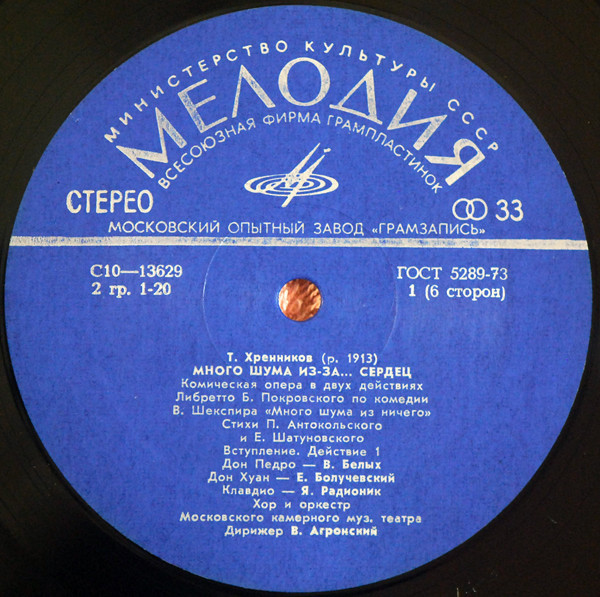 МИНИСТЕРСТВО КУЛЬТУРЫ СССР
МЕЛОДИЯ
ВСЕСОЮЗНАЯ ФИРМА ГРАМПЛАСТИНОК
СТЕРЕО
33
МОСКОВСКИЙ ОПЫТНЫЙ ЗАВОД «ГРАМЗАПИСЬ»
С10—13629
ГОСТ 5289-73
2 гр. 1-20
1 (6 сторон)
Т. Хренников (р. 1913)
МНОГО ШУМА ИЗ-ЗА... СЕРДЕЦ
Комическая опера в двух действиях
Либретто Б. Покровского по комедии
В. Шекспира «Много шума из ничего»
Стихи П. Антокольского
и Е. Шатуновского
Вступление. Действие 1
Дон Педро — В. Белых
Дон Хуан — Е. Болучевский
Клавдио — Я. Радионик
Хор и оркестр
Московского камерного муз. театра
Дирижер В. Агронский